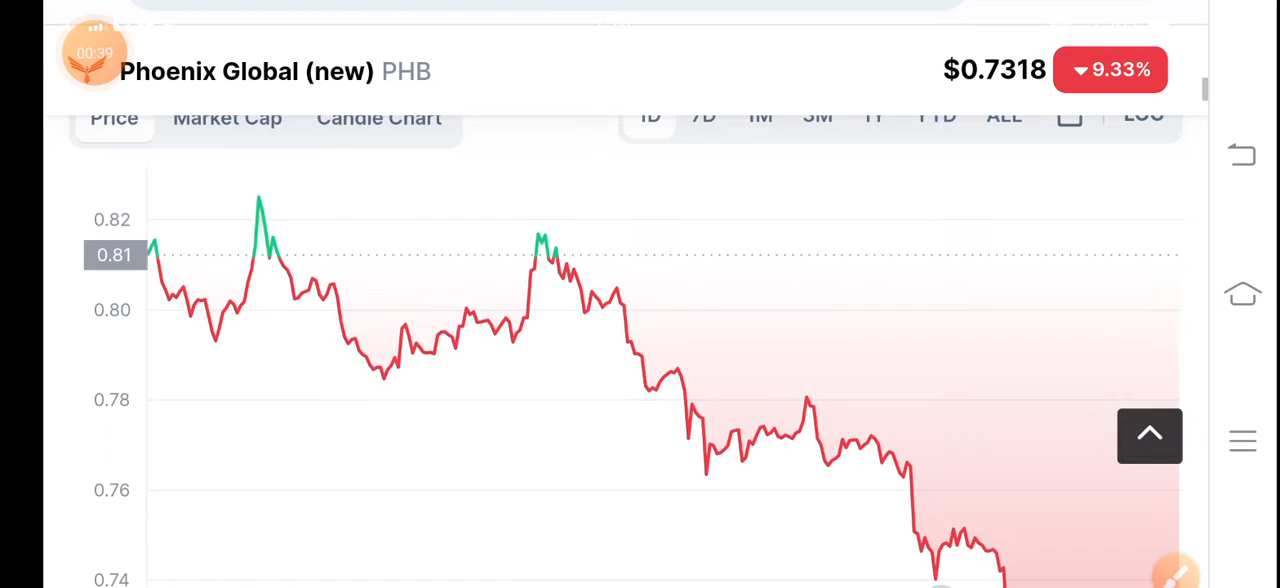 00:39
Phoenix Global (new) PHB
$0.7318 9.33%
Price Market Cap Candle Chart
1D 7D 1M 3M 1Y YTD ALL LOG
0.82
0.81
0.80
0.78
0.76
0.74